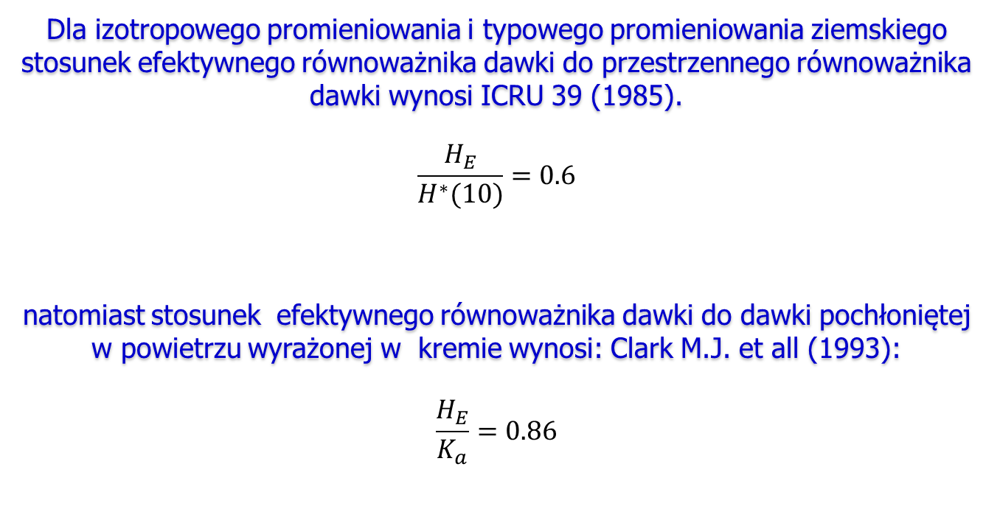 Dla izotropowego promieniowania i typowego promieniowania ziemskiego
stosunek efektywnego równoważnika dawki do przestrzennego równoważnika
dawki wynosi ICRU 39 (1985).
H_E / H*(10) = 0.6
natomiast stosunek efektywnego równoważnika dawki do dawki pochłoniętej
w powietrzu wyrażonej w kremie wynosi: Clark M.J. et all (1993):
H_E / K_a = 0.86